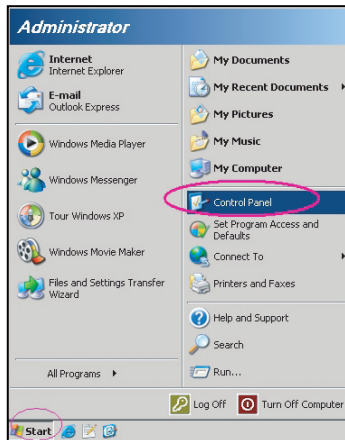 Administrator
Internet
Internet Explorer
E-mail
Outlook Express
Windows Media Player
Windows Messenger
Tour Windows XP
Windows Movie Maker
Files and Settings Transfer
Wizard
All Programs
My Documents
My Recent Documents
My Pictures
My Music
My Computer
Control Panel
Set Program Access and
Defaults
Connect To
Printers and Faxes
Help and Support
Search
Run...
Log Off Turn Off Computer
Start